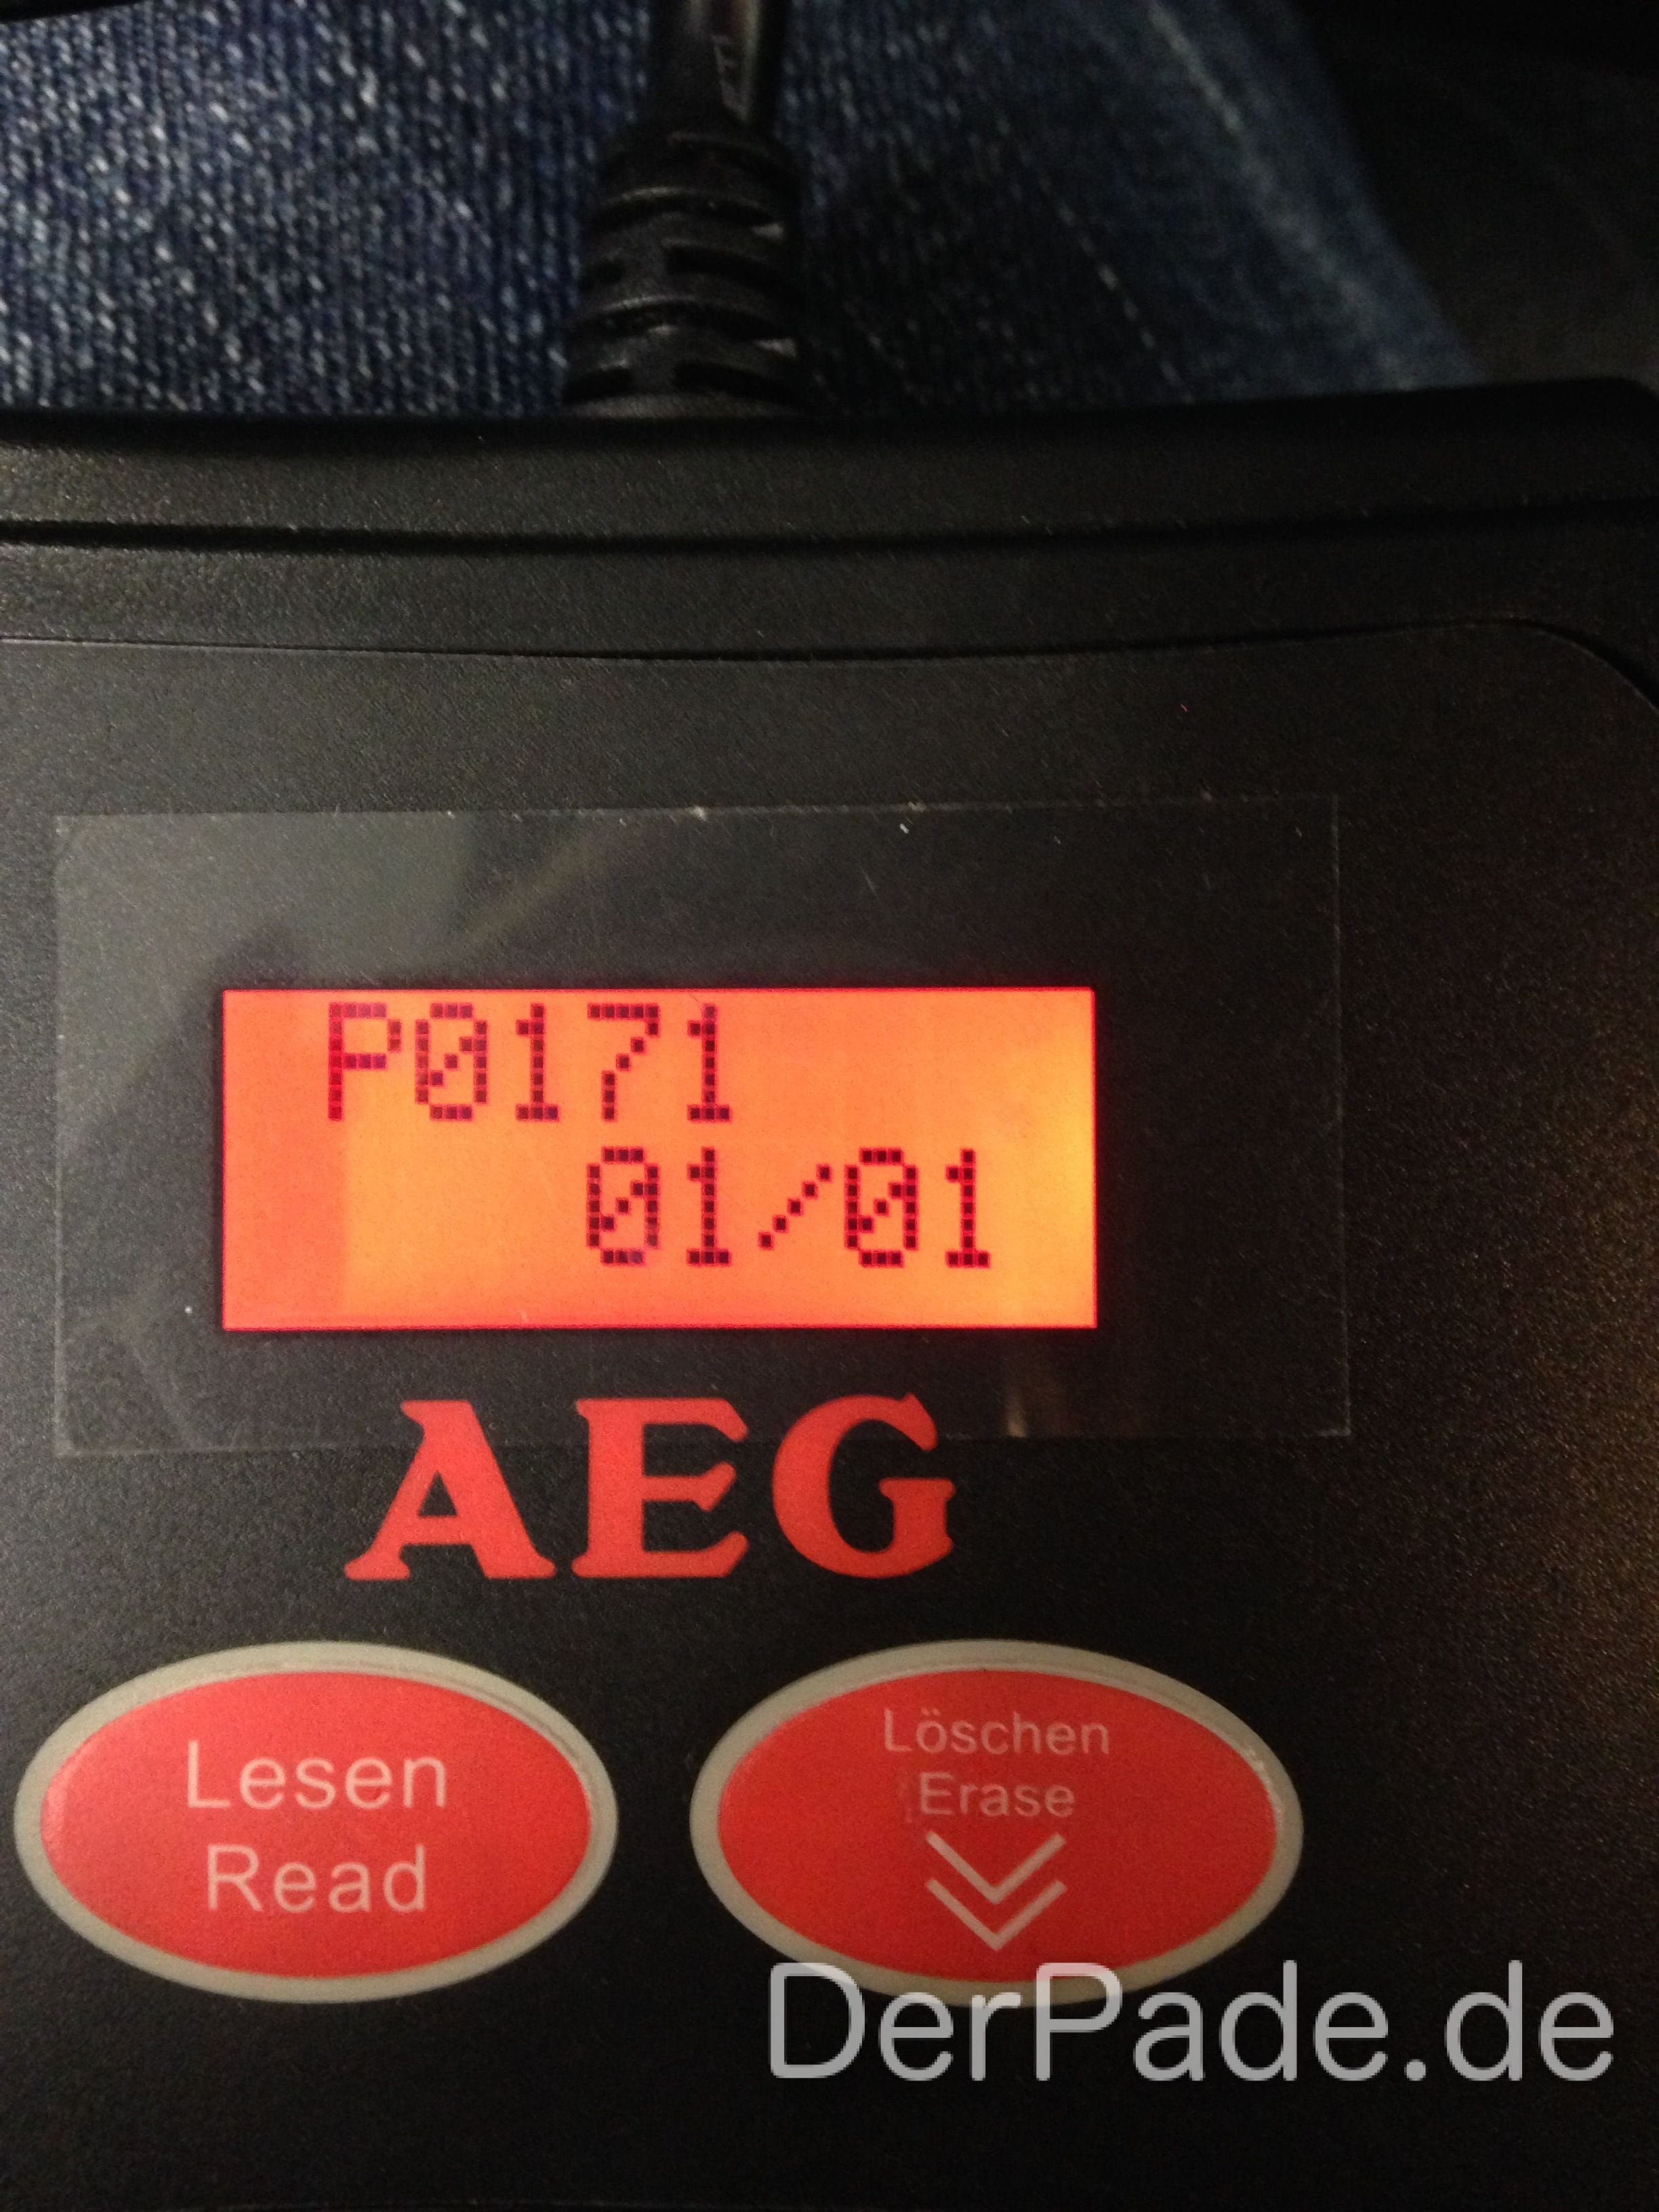 P0171
01/01
AEG
Lesen
Read
Löschen
Erase
DerPade.de